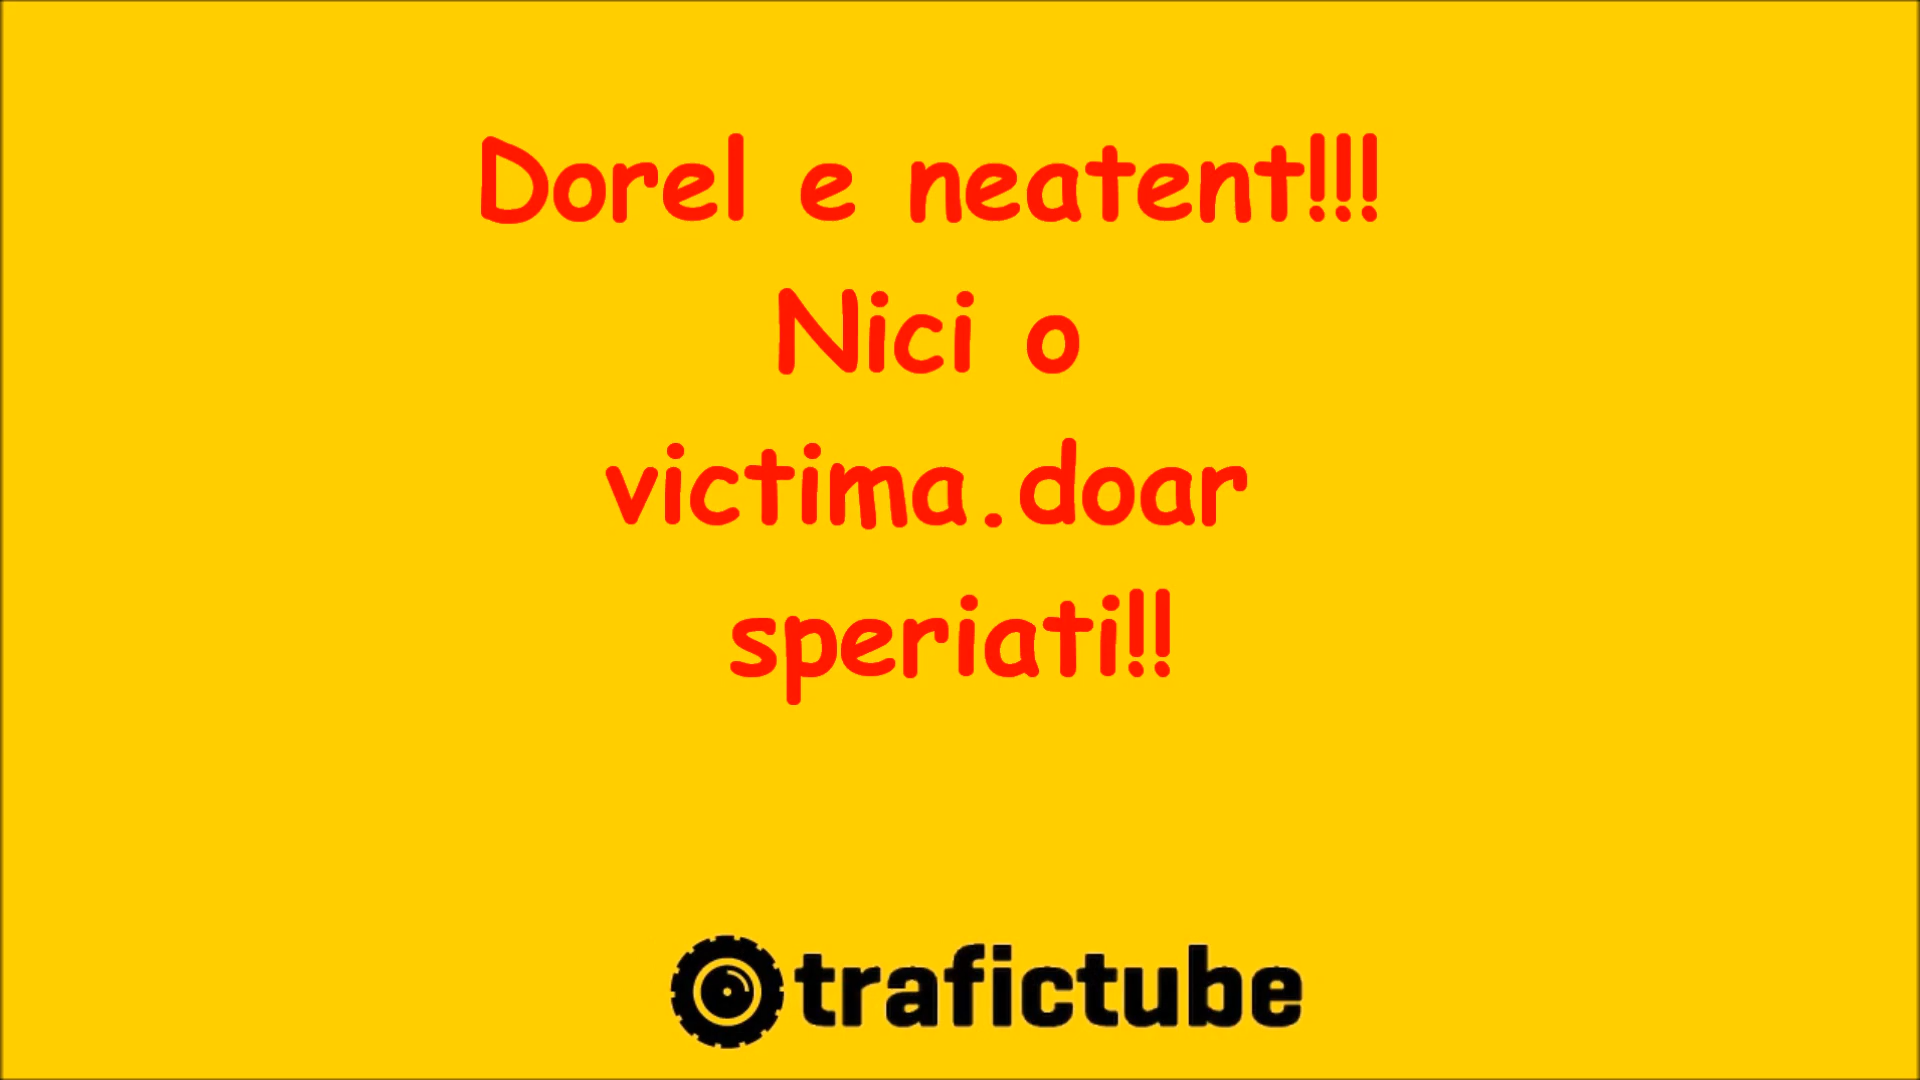 Dorel e neatent!!!
Nici o
victima.doar
speriati!!
trafictube